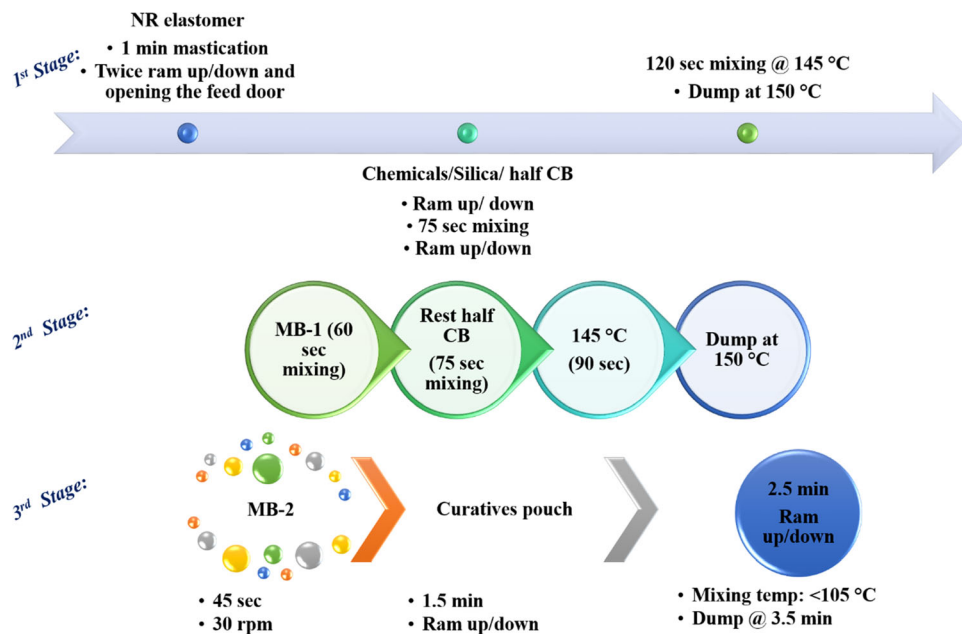 1st Stage:
NR elastomer
• 1 min mastication
• Twice ram up/down and
opening the feed door
120 sec mixing @ 145 °C
• Dump at 150 °C
Chemicals/Silica/ half CB
• Ram up/ down
• 75 sec mixing
• Ram up/down
2nd Stage:
MB-1 (60
sec
mixing)
Rest half
CB
(75 sec
mixing)
145 °C
(90 sec)
Dump at
150 °C
3rd Stage:
MB-2
• 45 sec
• 30 rpm
Curatives pouch
• 1.5 min
• Ram up/down
2.5 min
Ram
up/down
• Mixing temp: <105 °C
• Dump @ 3.5 min